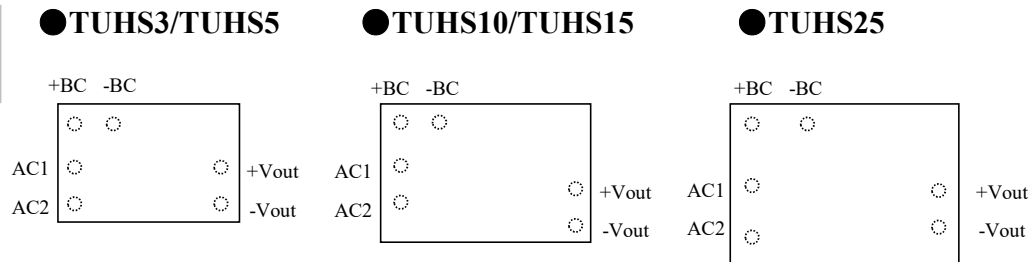 ●TUHS3/TUHS5
+BC -BC
AC1
+Vout
AC2
-Vout
●TUHS10/TUHS15
+BC -BC
AC1
+Vout
AC2
-Vout
●TUHS25
+BC -BC
AC1
+Vout
AC2
-Vout